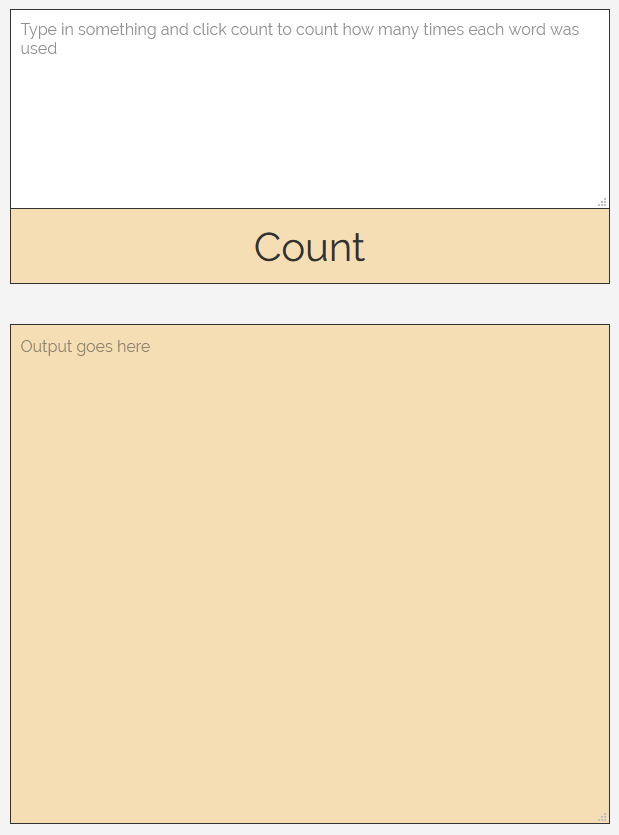 Type in something and click count to count how many times each word was
used
Count
Output goes here